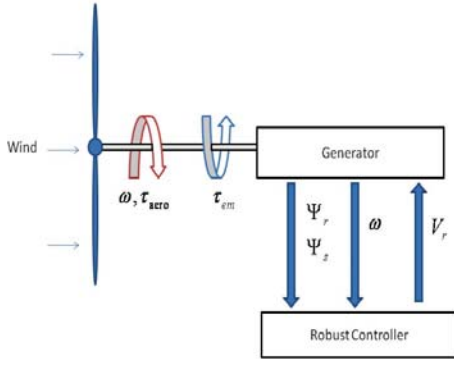 Wind
Generator
ω, τaero
τem
Ψr
Ψs
ω
Vr
Robust Controller